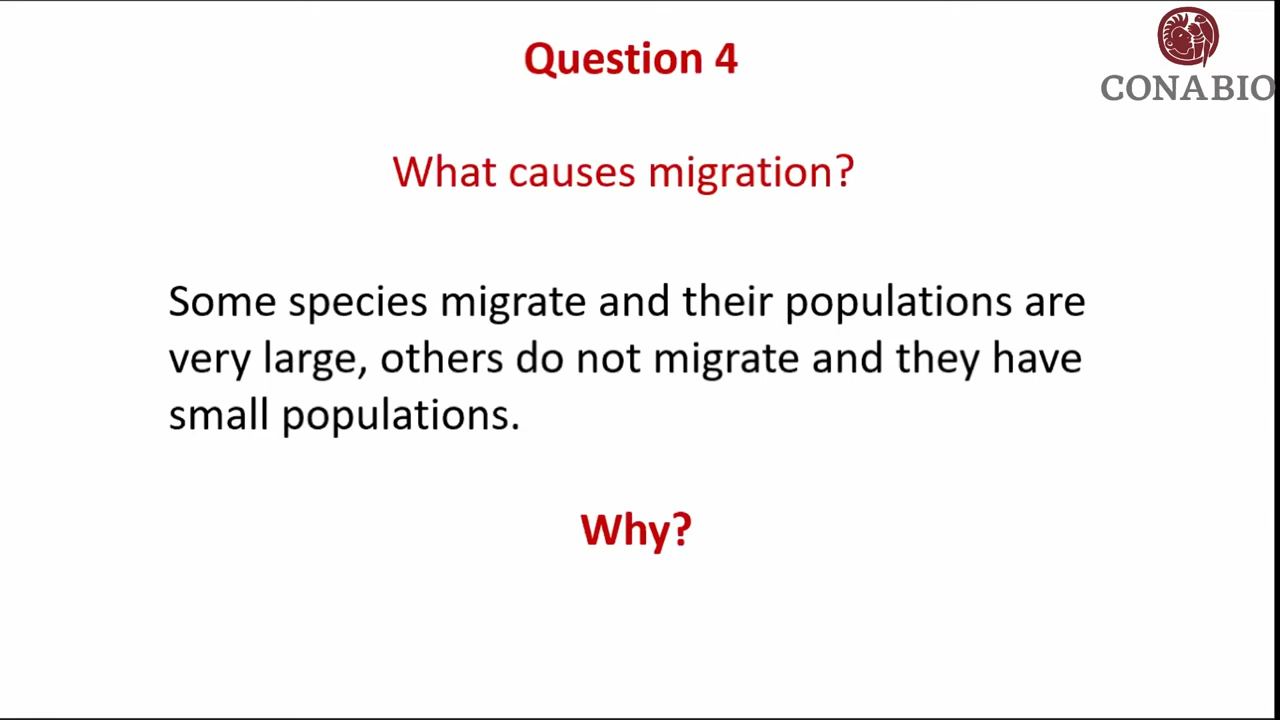 CONABIO
Question 4
What causes migration?
Some species migrate and their populations are
very large, others do not migrate and they have
small populations.
Why?